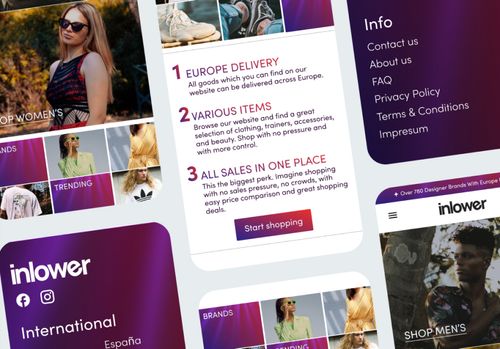 OP WOMEN'S
ANDS
TRENDING
inlower
International
España
1 EUROPE DELIVERY
All goods which you can find on our
website can be delivered across Europe.
2 VARIOUS ITEMS
Browse our website and find a great
selection of clothing, trainers, accessories,
and beauty. Shop with no pressure and
with more control.
3 ALL SALES IN ONE PLACE
This is the biggest perk. Imagine shopping
with no sales pressure, no crowds, with
easy price comparison and great shopping
deals.
Start shopping
BRANDS
Info
Contact us
About us
FAQ
Privacy Policy
Terms & Conditions
Impresum
Over 780 Designer Brands With Europe
inlower
SHOP MEN'S